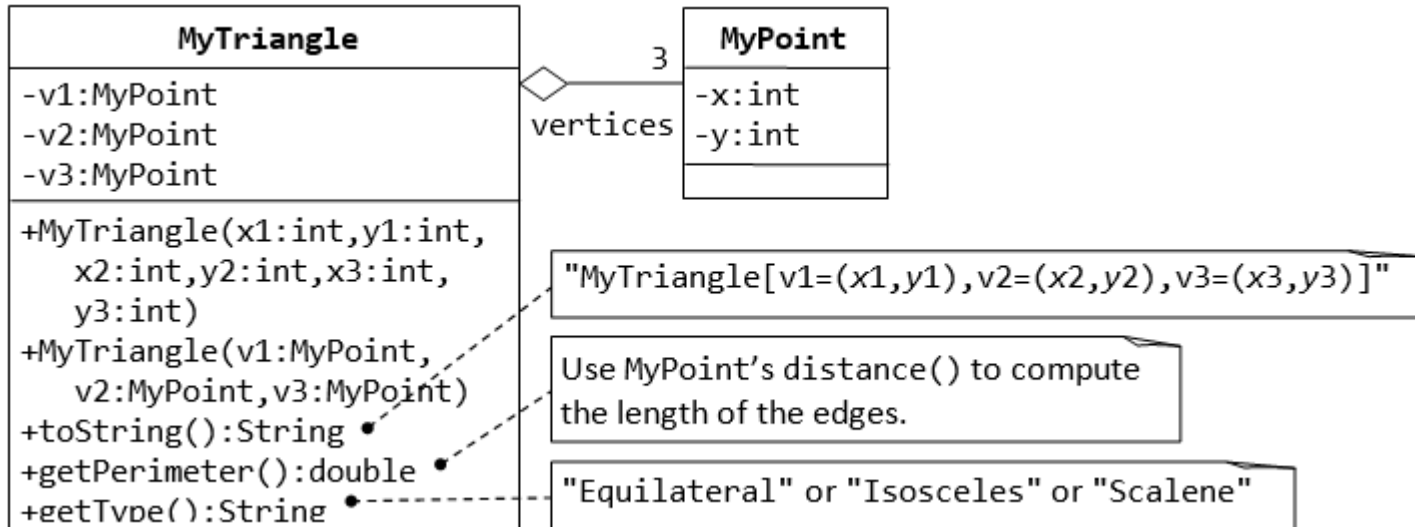 MyTriangle
-v1:MyPoint
-v2:MyPoint
-v3:MyPoint
+MyTriangle(x1:int,y1:int,
x2:int,y2:int,x3:int,
y3:int)
+MyTriangle(v1:MyPoint,
v2:MyPoint,v3:MyPoint)
+toString():String
+getPerimeter():double
+getType():String
3
vertices
MyPoint
-x:int
-y:int
"MyTriangle[v1=(x1,y1),v2=(x2,y2),v3=(x3,y3)]"
Use MyPoint's distance() to compute
the length of the edges.
"Equilateral" or "Isosceles" or "Scalene"